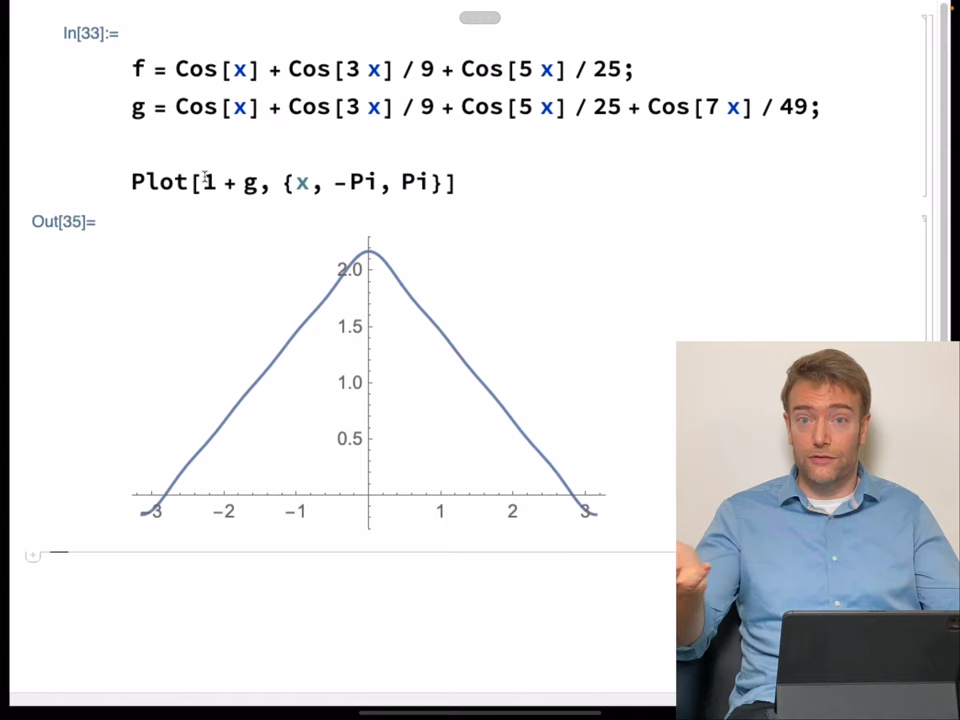 In[33]:=
f = Cos[x] + Cos[3 x] / 9 + Cos[5 x] / 25;
g = Cos[x] + Cos[3 x] / 9 + Cos[5 x] / 25 + Cos[7 x] / 49;
Plot[1 + g, {x, -Pi, Pi}]
Out[35]=
2.0
1.5
1.0
0.5
-3 -2 -1 1 2 3